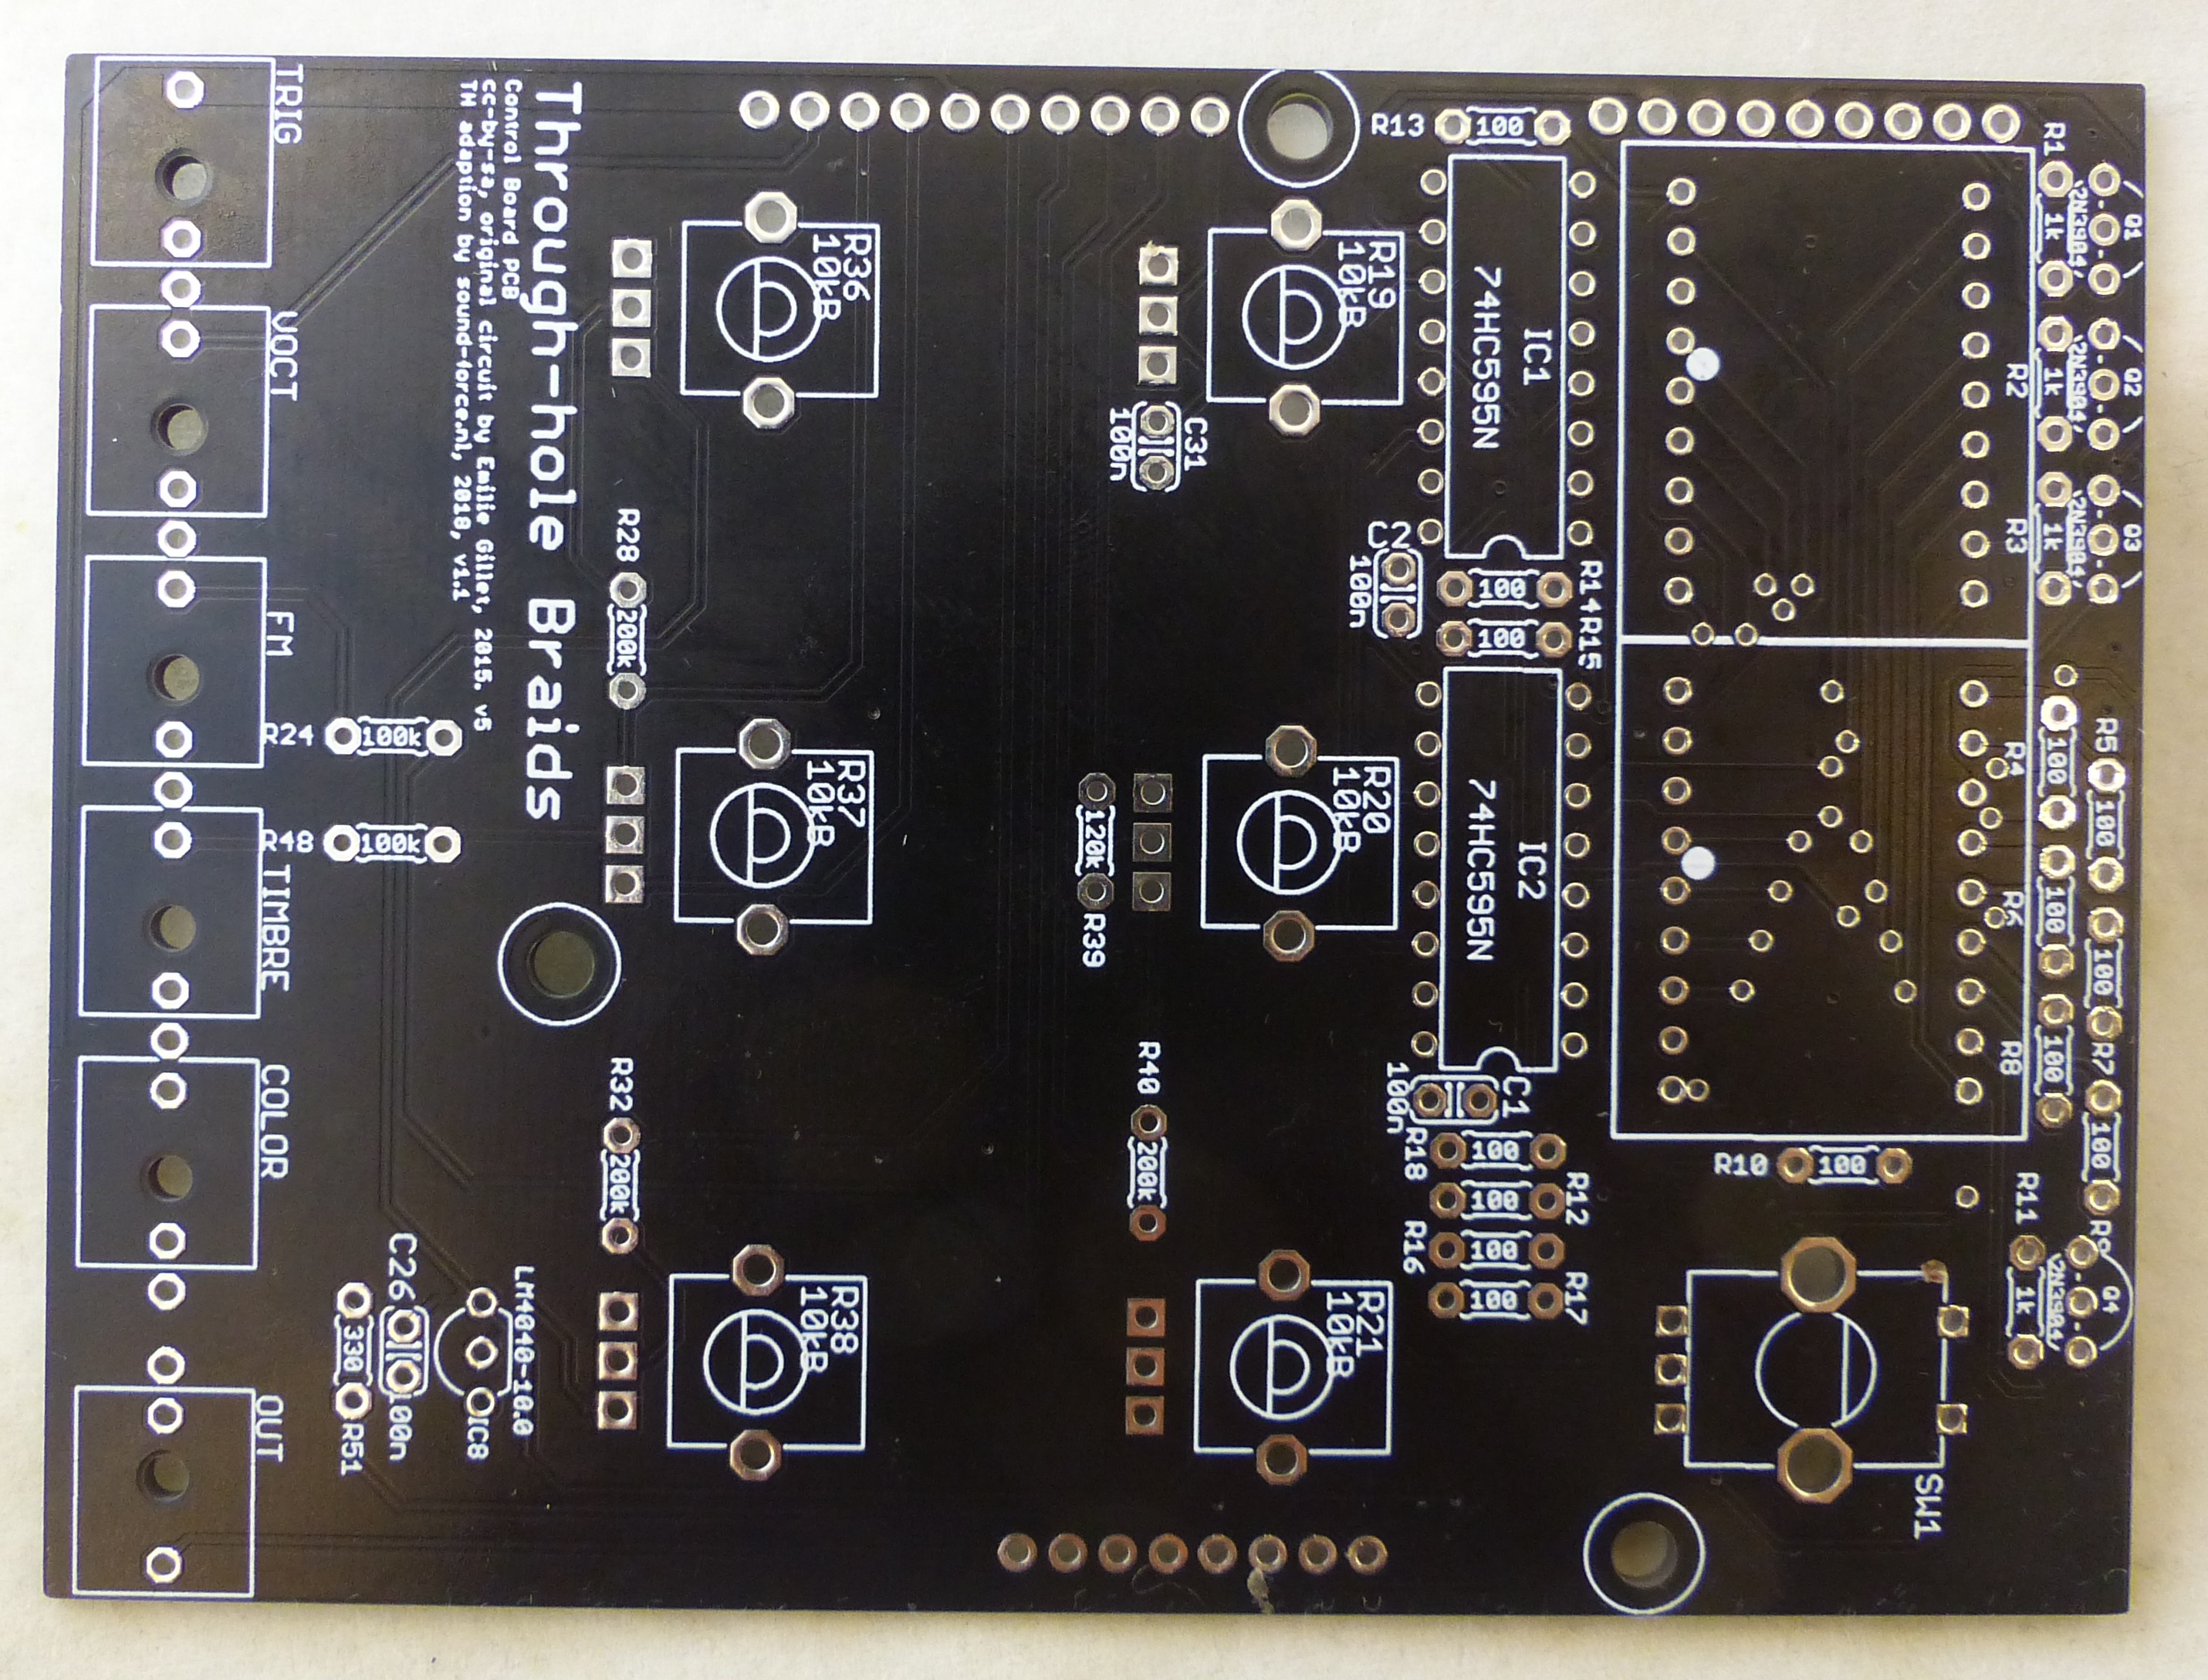 Through-hole Braids
Control Board PCB
cc-by-sa, original circuit by Emilie Gillet, 2015. v5
TH adaption by sound-force.nl, 2018, v1.1
TRIG
VOCT
FM
TIMBRE
COLOR
OUT
R24
100k
R48
100k
R28
200k
R32
200k
R36
10kB
R37
10kB
R38
10kB
C26
100n
330
R51
LM4040-10.0
IC8
R19
10kB
R20
10kB
R21
10kB
C31
100n
120k
R39
R40
200k
R13
100
IC1
74HC595N
C2
100n
R14
100
R15
100
IC2
74HC595N
C1
100n
R18
100
R12
100
R16
100
R17
100
R1
1k
2N3904
Q1
R2
1k
2N3904
Q2
R3
1k
2N3904
Q3
R4
100
R5
100
R6
100
R7
100
R8
100
R9
100
R10
100
R11
1k
2N3904
Q4
SW1